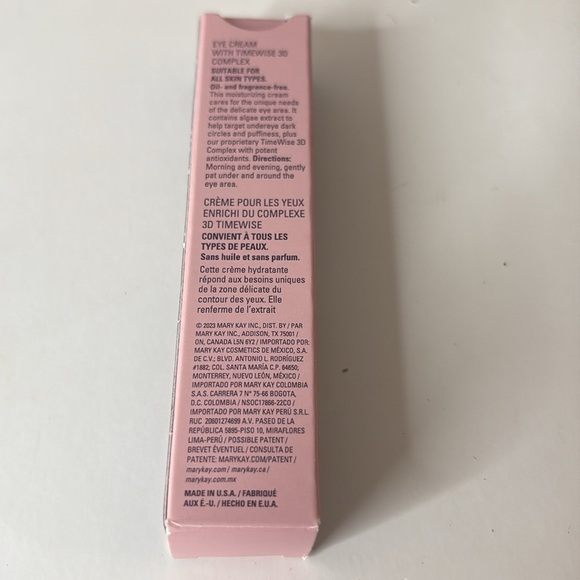 EYE CREAM
WITH TIMEWISE 3D
COMPLEX
SUITABLE FOR
ALL SKIN TYPES.
Oil- and fragrance-free.
This moisturizing cream
cares for the unique needs
of the delicate eye area. It
contains algae extract to
help target undereye dark
circles and puffiness, plus
our proprietary TimeWise 3D
Complex with potent
antioxidants. Directions:
Morning and evening, gently
pat under and around the
eye area.
CRÈME POUR LES YEUX
ENRICHI DU COMPLEXE
3D TIMEWISE
CONVIENT À TOUS LES
TYPES DE PEAUX.
Sans huile et sans parfum.
Cette crème hydratante
répond aux besoins uniques
de la zone délicate du
contour des yeux. Elle
renferme de l'extrait
© 2023 MARY KAY INC., DIST. BY / PAR
MARY KAY INC., ADDISON, TX 75001 /
ON, CANADA L5N 6Y2 / IMPORTADO POR:
MARY KAY COSMETICS DE MÉXICO, S.A.
DE C.V.; BLVD. ANTONIO L. RODRÍGUEZ
#1882; COL. SANTA MARÍA C.P. 64650;
MONTERREY, NUEVO LEÓN, MÉXICO /
IMPORTADO POR MARY KAY COLOMBIA
S.A.S. CARRERA 7 N° 75-66 BOGOTA,
D.C. COLOMBIA / NSOC17866-22CO /
IMPORTADO POR MARY KAY PERÚ S.R.L.
RUC 20601274699 A.V. PASEO DE LA
REPÚBLICA 5895-PISO 10, MIRAFLORES
LIMA-PERÚ / POSSIBLE PATENT /
BREVET ÉVENTUEL / CONSULTA DE
PATENTE: MARYKAY.COM/PATENT /
marykay.com / marykay.ca /
marykay.com.mx
MADE IN U.S.A. / FABRIQUÉ
AUX É.-U. / HECHO EN E.U.A.